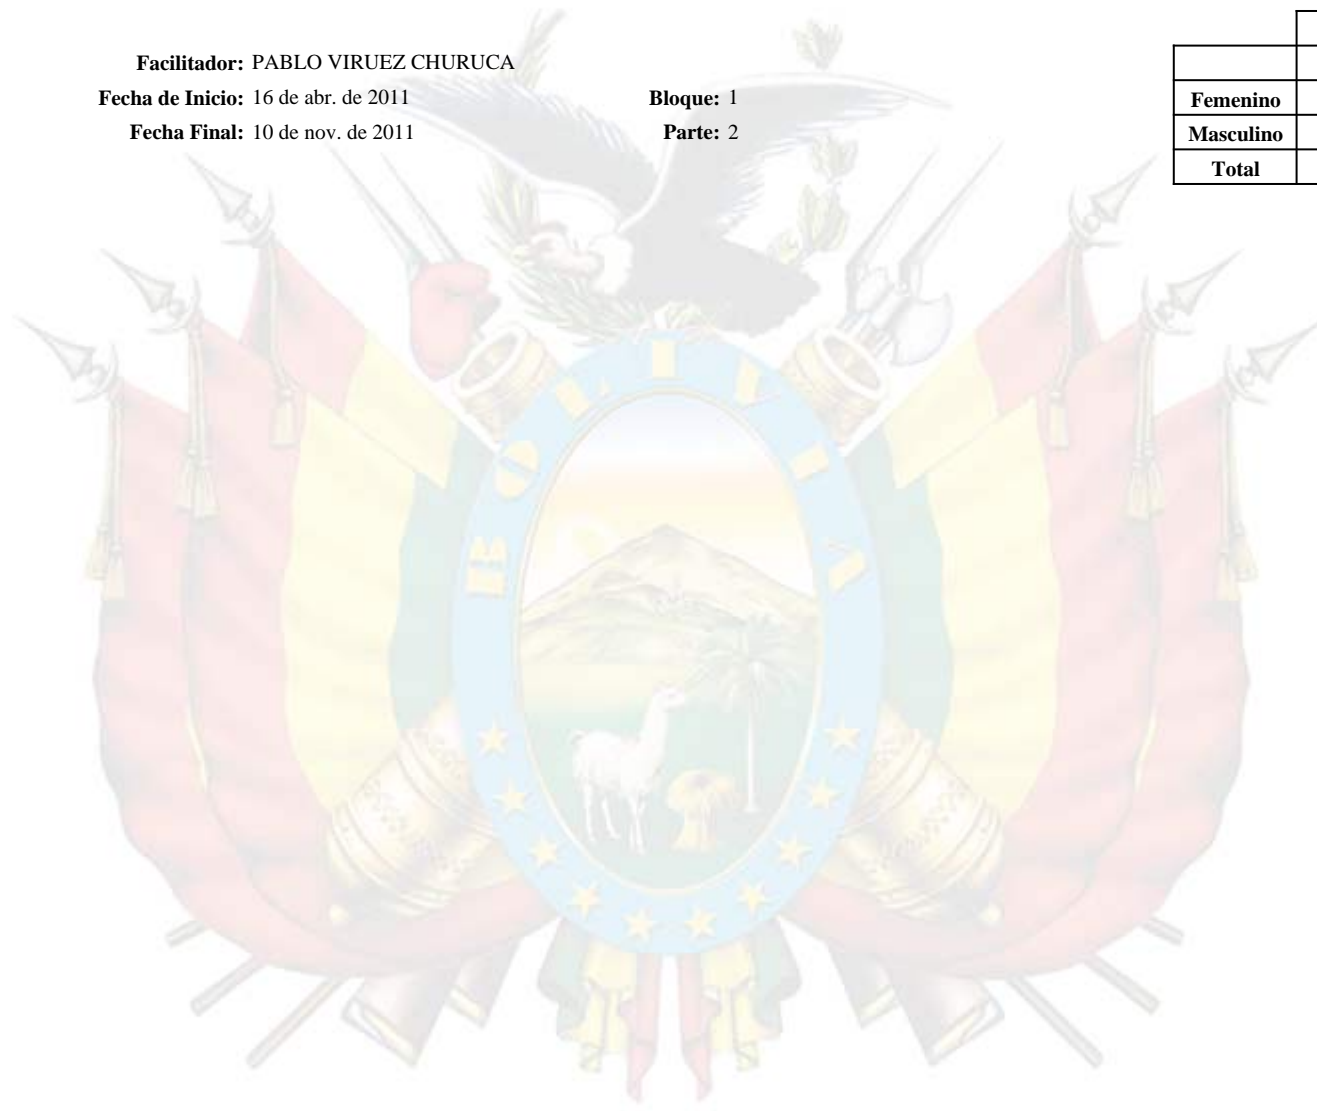 Facilitador: PABLO VIRUEZ CHURUCA
Fecha de Inicio: 16 de abr. de 2011 Bloque: 1
Fecha Final: 10 de nov. de 2011 Parte: 2
Femenino
Masculino
Total
BOLIVIA